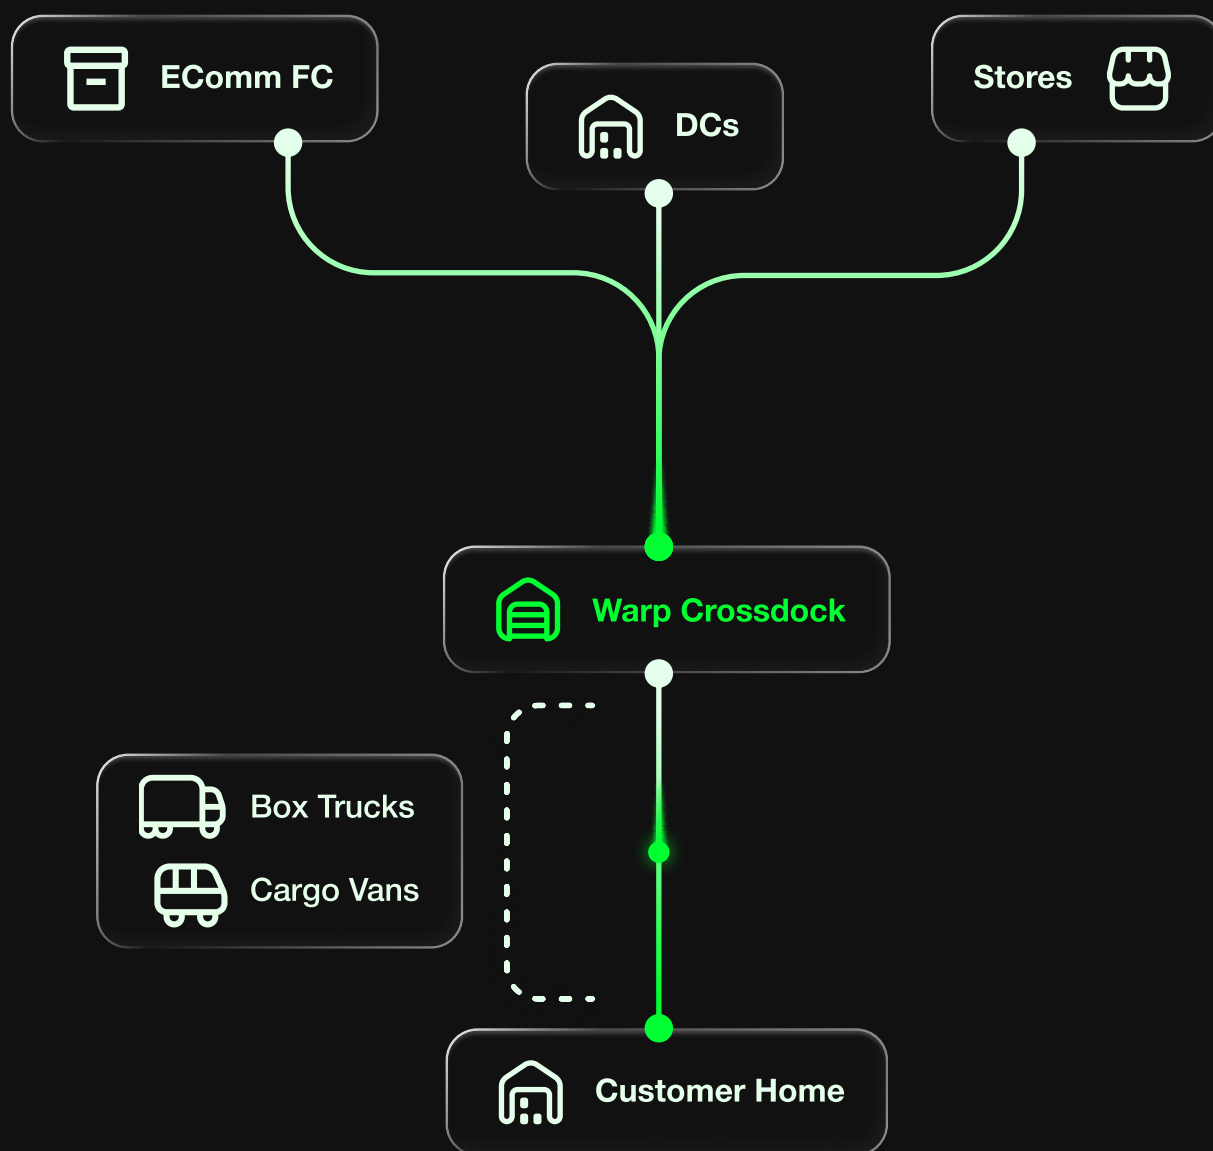 EComm FC
DCs
Stores
Warp Crossdock
Box Trucks
Cargo Vans
Customer Home